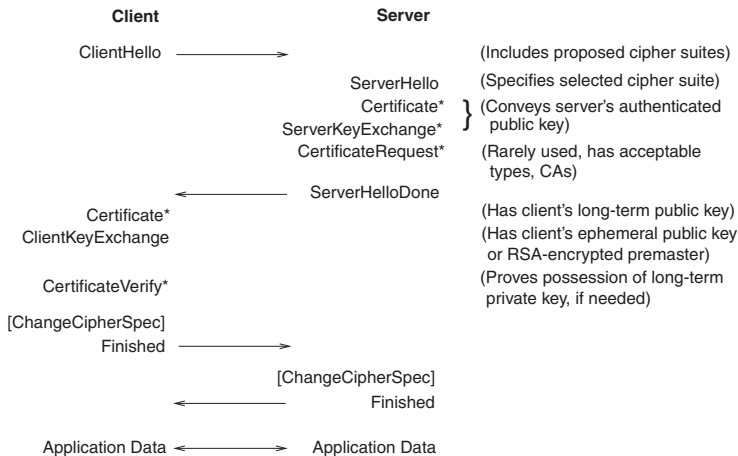 Client Server
ClientHello (Includes proposed cipher suites)
ServerHello (Specifies selected cipher suite)
Certificate* } (Conveys server's authenticated
ServerKeyExchange* public key)
CertificateRequest* (Rarely used, has acceptable
types, CAs)
ServerHelloDone
Certificate* (Has client's long-term public key)
ClientKeyExchange (Has client's ephemeral public key
or RSA-encrypted premaster)
CertificateVerify* (Proves possession of long-term
private key, if needed)
[ChangeCipherSpec]
Finished
[ChangeCipherSpec]
Finished
Application Data Application Data